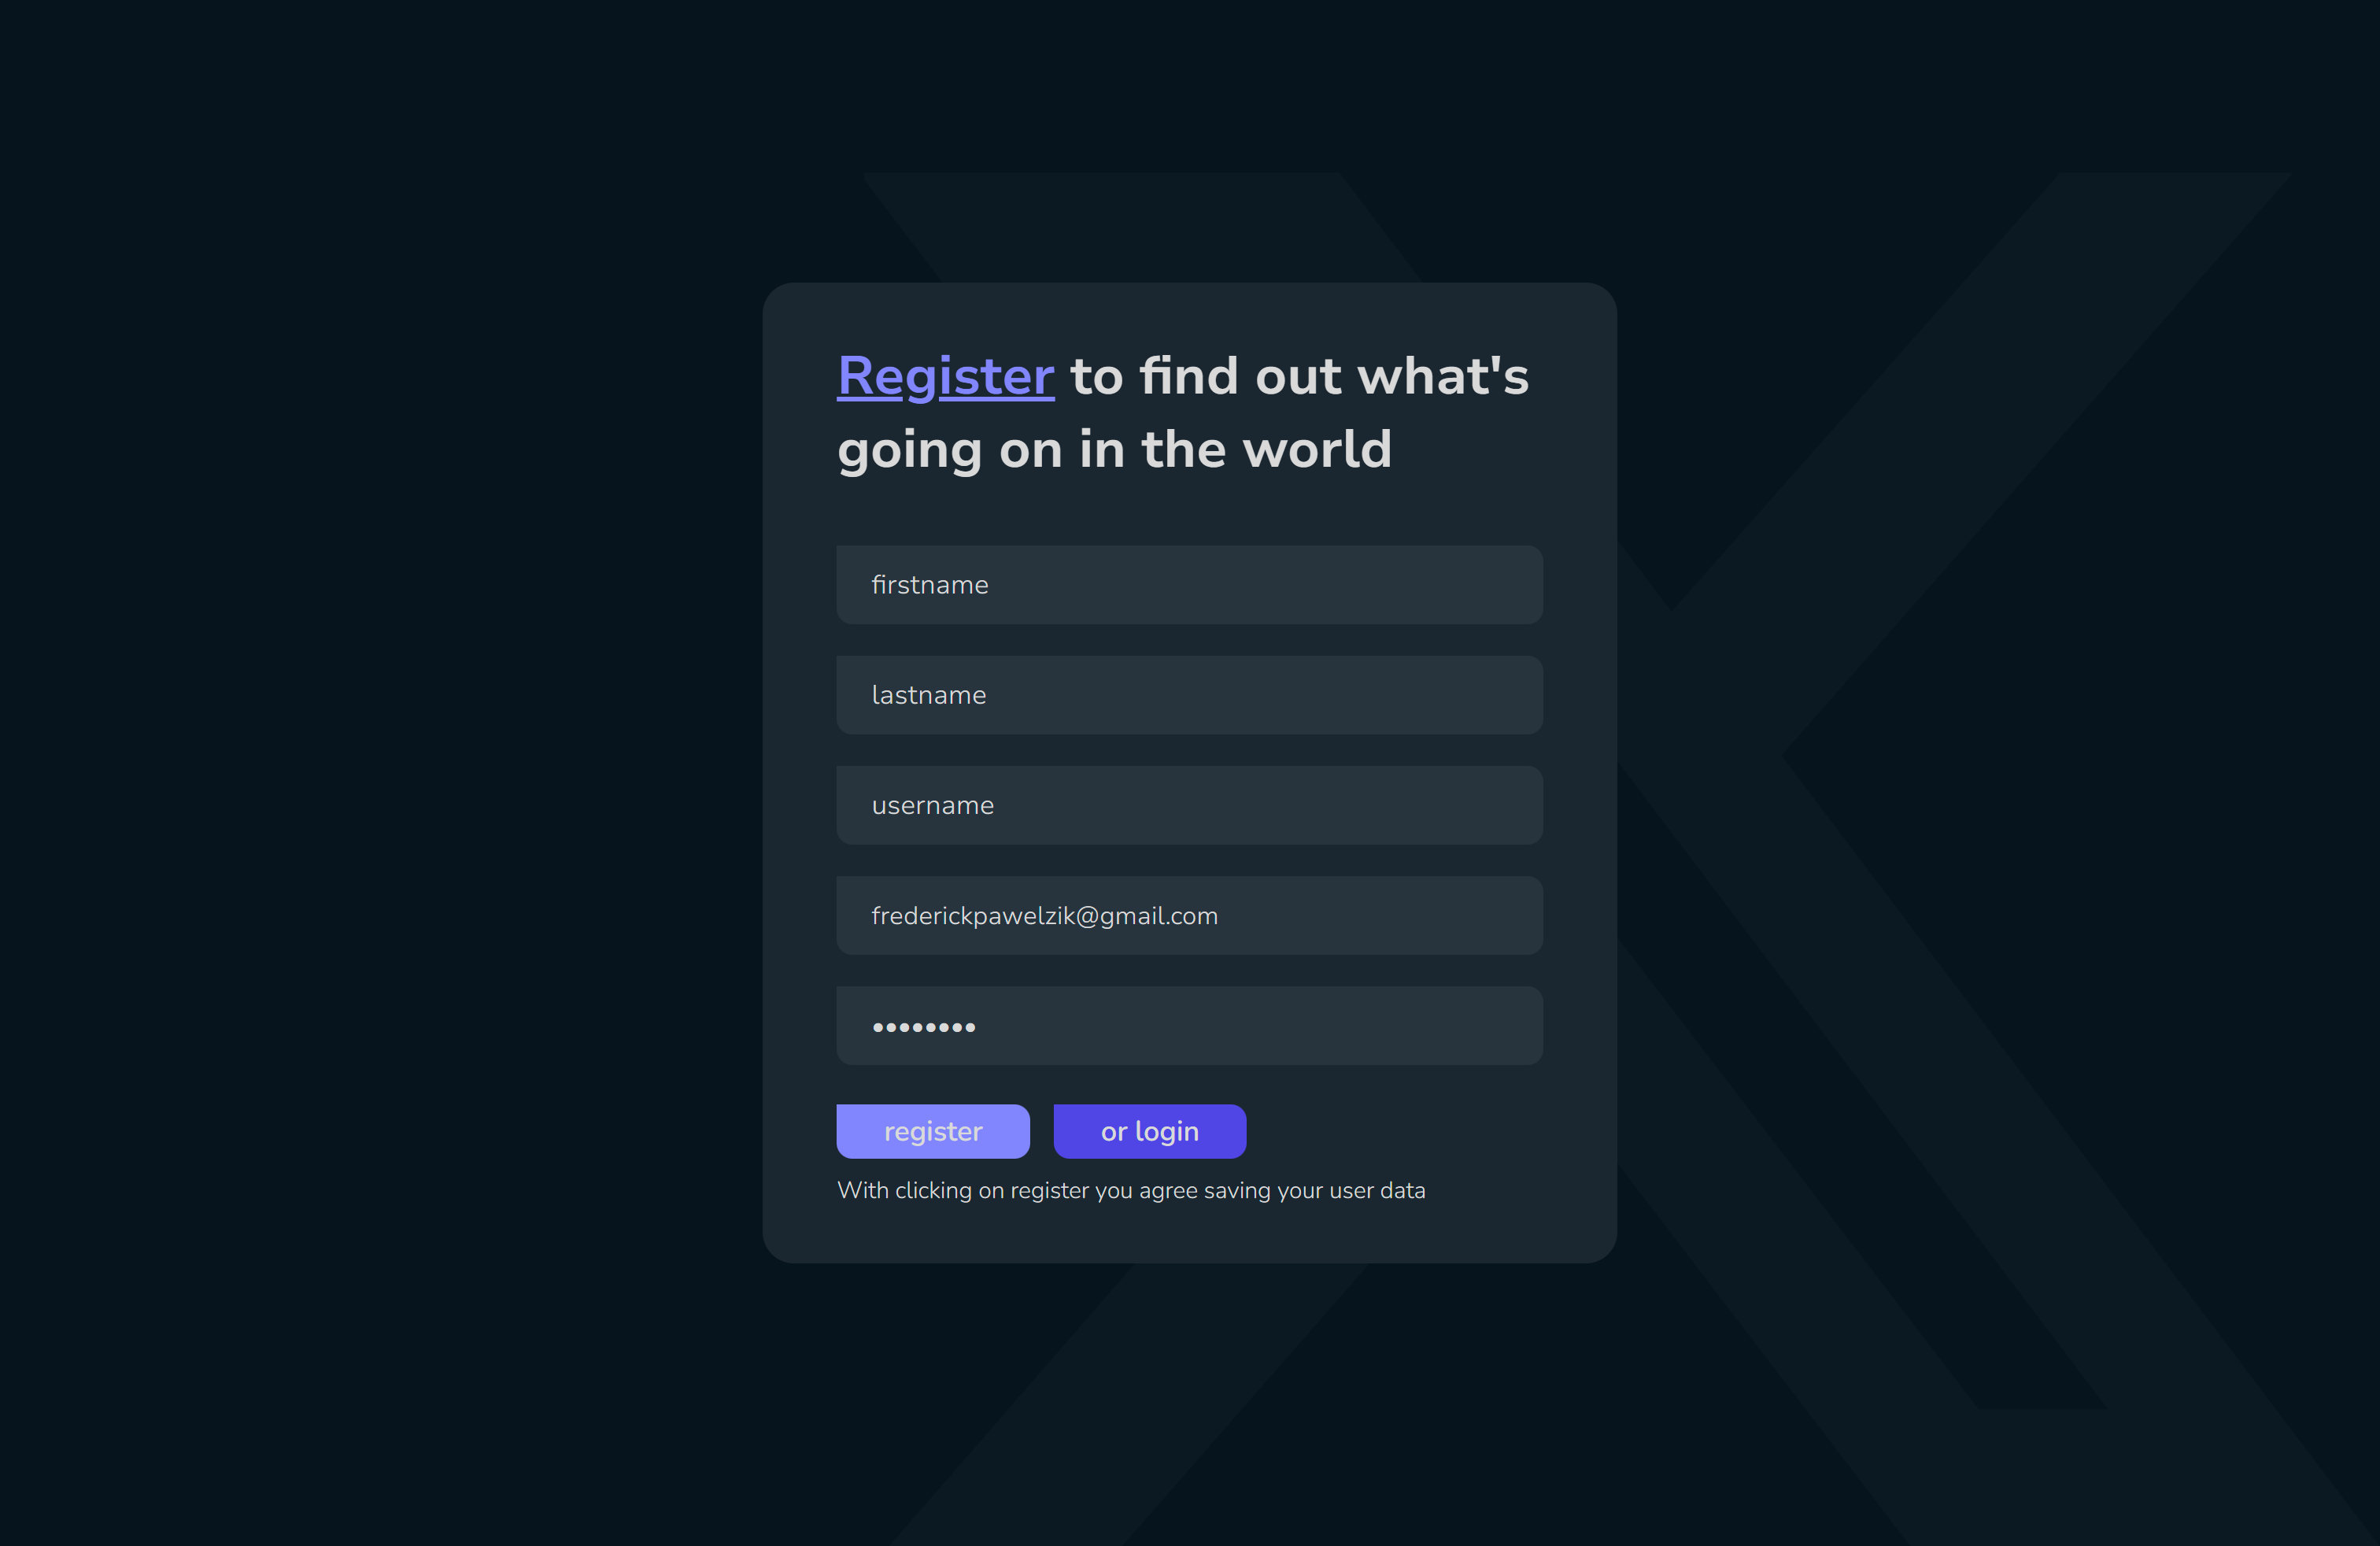 Register to find out what's
going on in the world
firstname
lastname
username
frederickpawelzik@gmail.com
••••••••
register
or login
With clicking on register you agree saving your user data